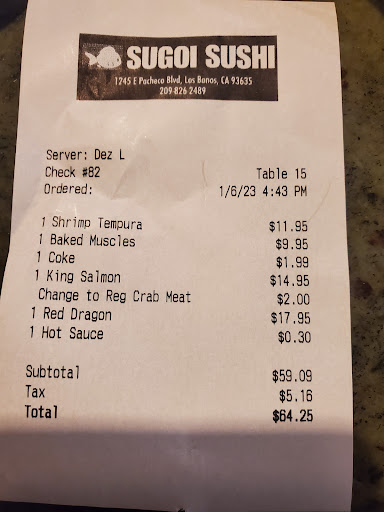 SUGOI SUSHI
1245 E Pacheco Blvd, Los Banos, CA 93635
209-826-2489
Server: Dez L
Check #82 Table 15
Ordered: 1/6/23 4:43 PM
1 Shrimp Tempura $11.95
1 Baked Muscles $9.95
1 Coke $1.99
1 King Salmon $14.95
Change to Reg Crab Meat $2.00
1 Red Dragon $17.95
1 Hot Sauce $0.30
Subtotal $59.09
Tax $5.16
Total $64.25